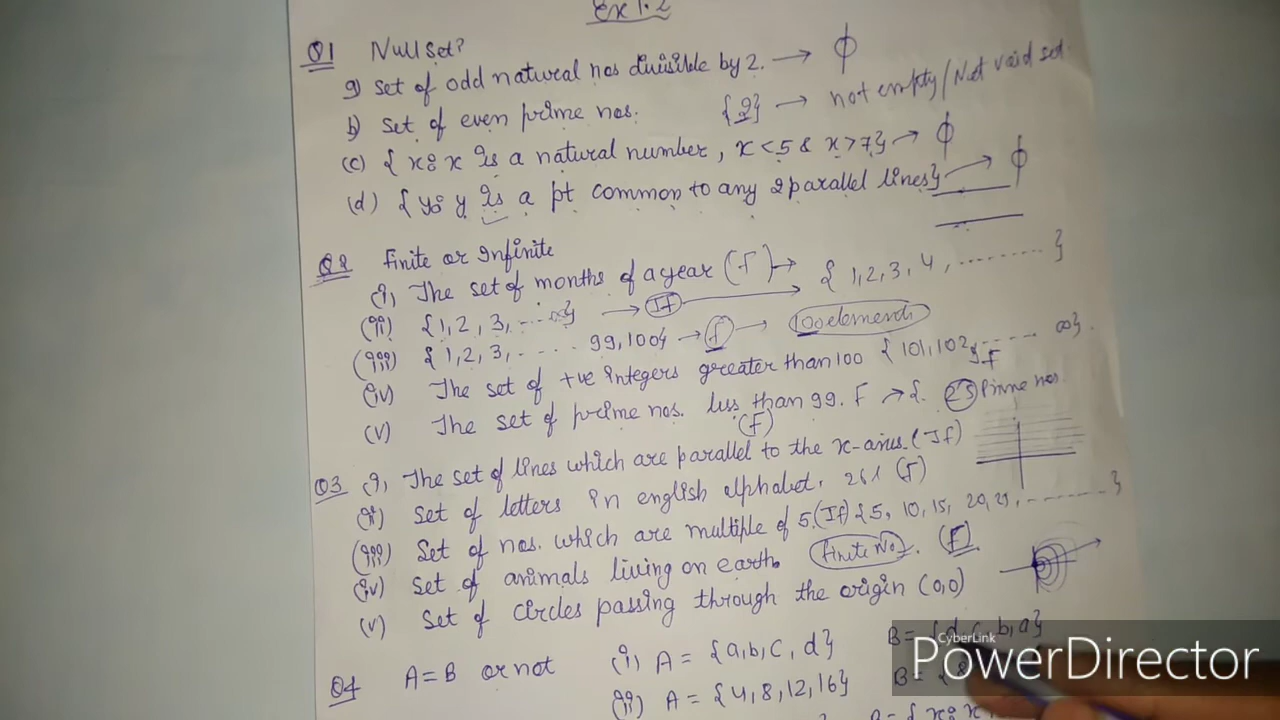 Ex 1.2
Q1 Null set?
a) set of odd natural nos divisible by 2. → ϕ
b) set of even prime nos. {2} → not empty/Not void set
(c) { x: x is a natural number, x < 5 & x > 7} → ϕ
(d) { y: y is a pt common to any 2 parallel lines} → ϕ
Q2 finite or Infinite
(i) The set of months of a year (f) →
(ii) {1, 2, 3, ... ∞} → If → { 1, 2, 3, 4, .......... }
(iii) {1, 2, 3, ..... 99, 100} → f → 100 elements
(iv) The set of +ve integers greater than 100 { 101, 102, ...... ∞}.
(v) The set of prime nos. less than 99. F → {. Prime nos.
(F)
Q3 (i) The set of lines which are parallel to the x-axis. (If)
(ii) set of letters in english alphabet. (f)
(iii) Set of nos. which are multiple of 5. (If) {5, 10, 15, 20, 25, ......... }
(iv) Set of animals living on earth. finite No. (F)
(v) Set of circles passing through the origin (0,0)
Q4 A = B or not (i) A = {a, b, c, d} B = {d, c, b, a}
(ii) A = {4, 8, 12, 16} B = {8
CyberLink
PowerDirector